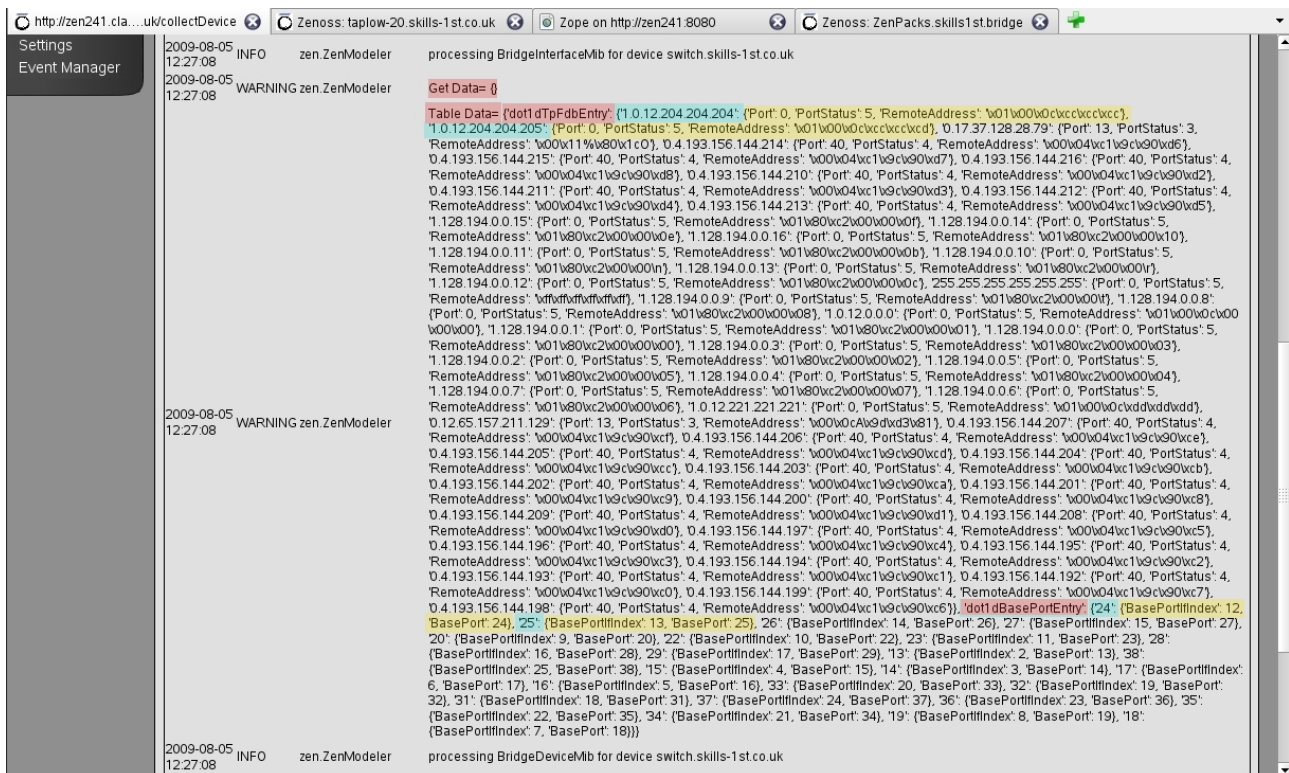 http://zen241.cla....uk/collectDevice
Zenoss: taplow-20.skills-1st.co.uk
Zope on http://zen241:8080
Zenoss: ZenPacks.skills1st.bridge
Settings
Event Manager
2009-08-05 12:27:08 INFO zen.ZenModeler processing BridgeInterfaceMib for device switch.skills-1st.co.uk
2009-08-05 12:27:08 WARNING zen.ZenModeler Get Data= {}
2009-08-05 12:27:08 WARNING zen.ZenModeler
Table Data= {'dot1dTpFdbEntry': {'1.0.12.204.204.204': {'Port': 0, 'PortStatus': 5, 'RemoteAddress': '\x01\x00\x0c\xcc\xcc\xcc'},
'1.0.12.204.204.205': {'Port': 0, 'PortStatus': 5, 'RemoteAddress': '\x01\x00\x0c\xcc\xcc\xcd'}, '0.17.37.128.28.79': {'Port': 13, 'PortStatus': 3,
'RemoteAddress': '\x00\x11%\x80\x1cO'}, '0.4.193.156.144.214': {'Port': 40, 'PortStatus': 4, 'RemoteAddress': '\x00\x04\xc1\x9c\x90\xd6'},
'0.4.193.156.144.215': {'Port': 40, 'PortStatus': 4, 'RemoteAddress': '\x00\x04\xc1\x9c\x90\xd7'}, '0.4.193.156.144.216': {'Port': 40, 'PortStatus': 4,
'RemoteAddress': '\x00\x04\xc1\x9c\x90\xd8'}, '0.4.193.156.144.210': {'Port': 40, 'PortStatus': 4, 'RemoteAddress': '\x00\x04\xc1\x9c\x90\xd2'},
'0.4.193.156.144.211': {'Port': 40, 'PortStatus': 4, 'RemoteAddress': '\x00\x04\xc1\x9c\x90\xd3'}, '0.4.193.156.144.212': {'Port': 40, 'PortStatus': 4,
'RemoteAddress': '\x00\x04\xc1\x9c\x90\xd4'}, '0.4.193.156.144.213': {'Port': 40, 'PortStatus': 4, 'RemoteAddress': '\x00\x04\xc1\x9c\x90\xd5'},
'1.128.194.0.0.15': {'Port': 0, 'PortStatus': 5, 'RemoteAddress': '\x01\x80\xc2\x00\x00\x0f'}, '1.128.194.0.0.14': {'Port': 0, 'PortStatus': 5,
'RemoteAddress': '\x01\x80\xc2\x00\x00\x0e'}, '1.128.194.0.0.16': {'Port': 0, 'PortStatus': 5, 'RemoteAddress': '\x01\x80\xc2\x00\x00\x10'},
'1.128.194.0.0.11': {'Port': 0, 'PortStatus': 5, 'RemoteAddress': '\x01\x80\xc2\x00\x00\x0b'}, '1.128.194.0.0.10': {'Port': 0, 'PortStatus': 5,
'RemoteAddress': '\x01\x80\xc2\x00\x00\n'}, '1.128.194.0.0.13': {'Port': 0, 'PortStatus': 5, 'RemoteAddress': '\x01\x80\xc2\x00\x00\r'},
'1.128.194.0.0.12': {'Port': 0, 'PortStatus': 5, 'RemoteAddress': '\x01\x80\xc2\x00\x00\x0c'}, '255.255.255.255.255.255': {'Port': 0, 'PortStatus': 5,
'RemoteAddress': '\xff\xff\xff\xff\xff\xff'}, '1.128.194.0.0.9': {'Port': 0, 'PortStatus': 5, 'RemoteAddress': '\x01\x80\xc2\x00\x00\t'}, '1.128.194.0.0.8':
{'Port': 0, 'PortStatus': 5, 'RemoteAddress': '\x01\x80\xc2\x00\x00\x08'}, '1.0.12.0.0.0': {'Port': 0, 'PortStatus': 5, 'RemoteAddress': '\x01\x00\x0c\x00
\x00\x00'}, '1.128.194.0.0.1': {'Port': 0, 'PortStatus': 5, 'RemoteAddress': '\x01\x80\xc2\x00\x00\x01'}, '1.128.194.0.0.0': {'Port': 0, 'PortStatus': 5,
'RemoteAddress': '\x01\x80\xc2\x00\x00\x00'}, '1.128.194.0.0.3': {'Port': 0, 'PortStatus': 5, 'RemoteAddress': '\x01\x80\xc2\x00\x00\x03'},
'1.128.194.0.0.2': {'Port': 0, 'PortStatus': 5, 'RemoteAddress': '\x01\x80\xc2\x00\x00\x02'}, '1.128.194.0.0.5': {'Port': 0, 'PortStatus': 5,
'RemoteAddress': '\x01\x80\xc2\x00\x00\x05'}, '1.128.194.0.0.4': {'Port': 0, 'PortStatus': 5, 'RemoteAddress': '\x01\x80\xc2\x00\x00\x04'},
'1.128.194.0.0.7': {'Port': 0, 'PortStatus': 5, 'RemoteAddress': '\x01\x80\xc2\x00\x00\x07'}, '1.128.194.0.0.6': {'Port': 0, 'PortStatus': 5,
'RemoteAddress': '\x01\x80\xc2\x00\x00\x06'}, '1.0.12.221.221.221': {'Port': 0, 'PortStatus': 5, 'RemoteAddress': '\x01\x00\x0c\xdd\xdd\xdd'},
'0.12.65.157.211.129': {'Port': 13, 'PortStatus': 3, 'RemoteAddress': '\x00\x0cA\x9d\xd3\x81'}, '0.4.193.156.144.207': {'Port': 40, 'PortStatus': 4,
'RemoteAddress': '\x00\x04\xc1\x9c\x90\xcf'}, '0.4.193.156.144.206': {'Port': 40, 'PortStatus': 4, 'RemoteAddress': '\x00\x04\xc1\x9c\x90\xce'},
'0.4.193.156.144.205': {'Port': 40, 'PortStatus': 4, 'RemoteAddress': '\x00\x04\xc1\x9c\x90\xcd'}, '0.4.193.156.144.204': {'Port': 40, 'PortStatus': 4,
'RemoteAddress': '\x00\x04\xc1\x9c\x90\xcc'}, '0.4.193.156.144.203': {'Port': 40, 'PortStatus': 4, 'RemoteAddress': '\x00\x04\xc1\x9c\x90\xcb'},
'0.4.193.156.144.202': {'Port': 40, 'PortStatus': 4, 'RemoteAddress': '\x00\x04\xc1\x9c\x90\xca'}, '0.4.193.156.144.201': {'Port': 40, 'PortStatus': 4,
'RemoteAddress': '\x00\x04\xc1\x9c\x90\xc9'}, '0.4.193.156.144.200': {'Port': 40, 'PortStatus': 4, 'RemoteAddress': '\x00\x04\xc1\x9c\x90\xc8'},
'0.4.193.156.144.209': {'Port': 40, 'PortStatus': 4, 'RemoteAddress': '\x00\x04\xc1\x9c\x90\xd1'}, '0.4.193.156.144.208': {'Port': 40, 'PortStatus': 4,
'RemoteAddress': '\x00\x04\xc1\x9c\x90\xd0'}, '0.4.193.156.144.197': {'Port': 40, 'PortStatus': 4, 'RemoteAddress': '\x00\x04\xc1\x9c\x90\xc5'},
'0.4.193.156.144.196': {'Port': 40, 'PortStatus': 4, 'RemoteAddress': '\x00\x04\xc1\x9c\x90\xc4'}, '0.4.193.156.144.195': {'Port': 40, 'PortStatus': 4,
'RemoteAddress': '\x00\x04\xc1\x9c\x90\xc3'}, '0.4.193.156.144.194': {'Port': 40, 'PortStatus': 4, 'RemoteAddress': '\x00\x04\xc1\x9c\x90\xc2'},
'0.4.193.156.144.193': {'Port': 40, 'PortStatus': 4, 'RemoteAddress': '\x00\x04\xc1\x9c\x90\xc1'}, '0.4.193.156.144.192': {'Port': 40, 'PortStatus': 4,
'RemoteAddress': '\x00\x04\xc1\x9c\x90\xc0'}, '0.4.193.156.144.199': {'Port': 40, 'PortStatus': 4, 'RemoteAddress': '\x00\x04\xc1\x9c\x90\xc7'},
'0.4.193.156.144.198': {'Port': 40, 'PortStatus': 4, 'RemoteAddress': '\x00\x04\xc1\x9c\x90\xc6'}}, 'dot1dBasePortEntry': {'24': {'BasePortIfIndex': 12,
'BasePort': 24}, '25': {'BasePortIfIndex': 13, 'BasePort': 25}, '26': {'BasePortIfIndex': 14, 'BasePort': 26}, '27': {'BasePortIfIndex': 15, 'BasePort': 27},
'20': {'BasePortIfIndex': 9, 'BasePort': 20}, '22': {'BasePortIfIndex': 10, 'BasePort': 22}, '23': {'BasePortIfIndex': 11, 'BasePort': 23}, '28':
{'BasePortIfIndex': 16, 'BasePort': 28}, '29': {'BasePortIfIndex': 17, 'BasePort': 29}, '13': {'BasePortIfIndex': 2, 'BasePort': 13}, '38':
{'BasePortIfIndex': 25, 'BasePort': 38}, '15': {'BasePortIfIndex': 4, 'BasePort': 15}, '14': {'BasePortIfIndex': 3, 'BasePort': 14}, '17': {'BasePortIfIndex':
6, 'BasePort': 17}, '16': {'BasePortIfIndex': 5, 'BasePort': 16}, '33': {'BasePortIfIndex': 20, 'BasePort': 33}, '32': {'BasePortIfIndex': 19, 'BasePort':
32}, '31': {'BasePortIfIndex': 18, 'BasePort': 31}, '37': {'BasePortIfIndex': 24, 'BasePort': 37}, '36': {'BasePortIfIndex': 23, 'BasePort': 36}, '35':
{'BasePortIfIndex': 22, 'BasePort': 35}, '34': {'BasePortIfIndex': 21, 'BasePort': 34}, '19': {'BasePortIfIndex': 8, 'BasePort': 19}, '18':
{'BasePortIfIndex': 7, 'BasePort': 18}}}
2009-08-05 12:27:08 INFO zen.ZenModeler processing BridgeDeviceMib for device switch.skills-1st.co.uk